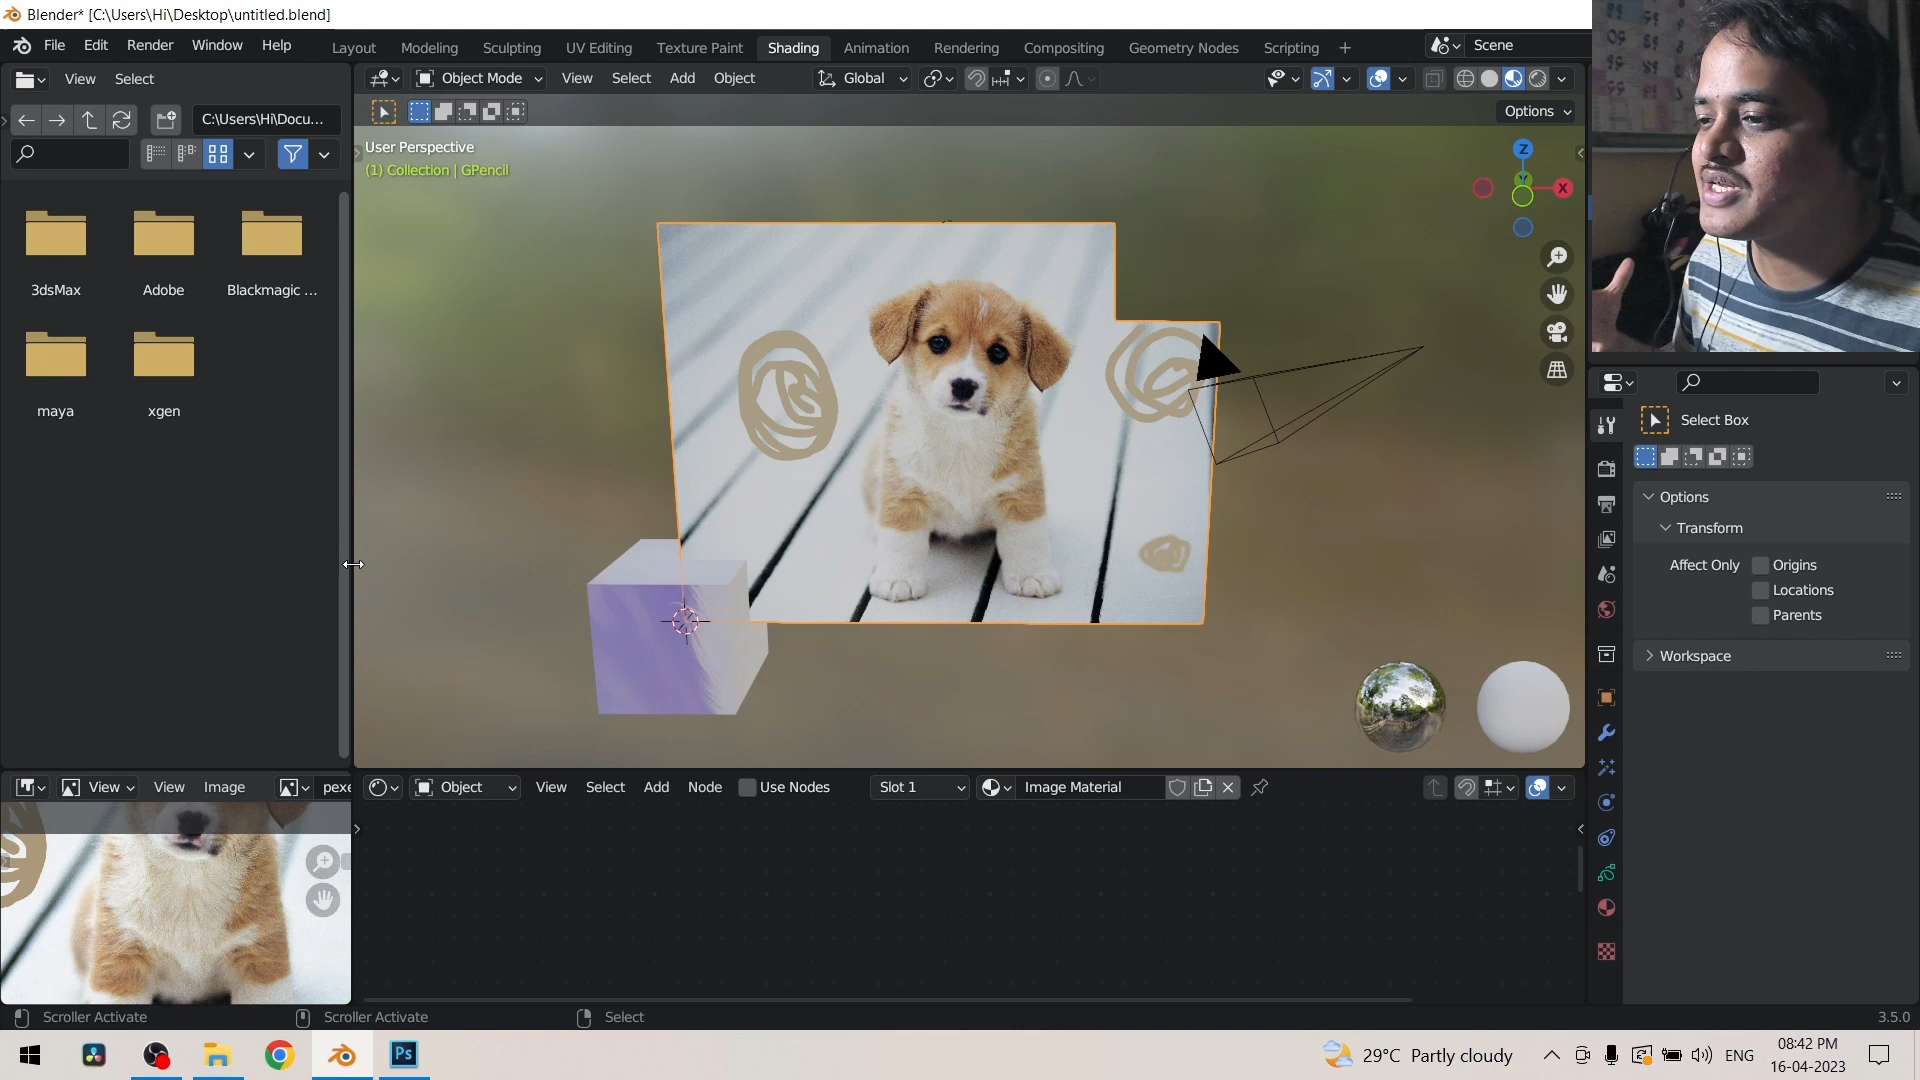 Blender* [C:\Users\Hi\Desktop\untitled.blend]
File Edit Render Window Help
Layout Modeling Sculpting UV Editing Texture Paint Shading Animation Rendering Compositing Geometry Nodes Scripting +
Scene
View Select
Object Mode View Select Add Object Global
C:\Users\Hi\Docu...
Options
User Perspective
(1) Collection | GPencil
Z
X
3dsMax Adobe Blackmagic ...
maya xgen
Select Box
Options
Transform
Affect Only Origins
Locations
Parents
Workspace
View View Image pexe
Object View Select Add Node Use Nodes Slot 1 Image Material
Scroller Activate Scroller Activate Select 3.5.0
Ps
29°C Partly cloudy
ENG
08:42 PM
16-04-2023